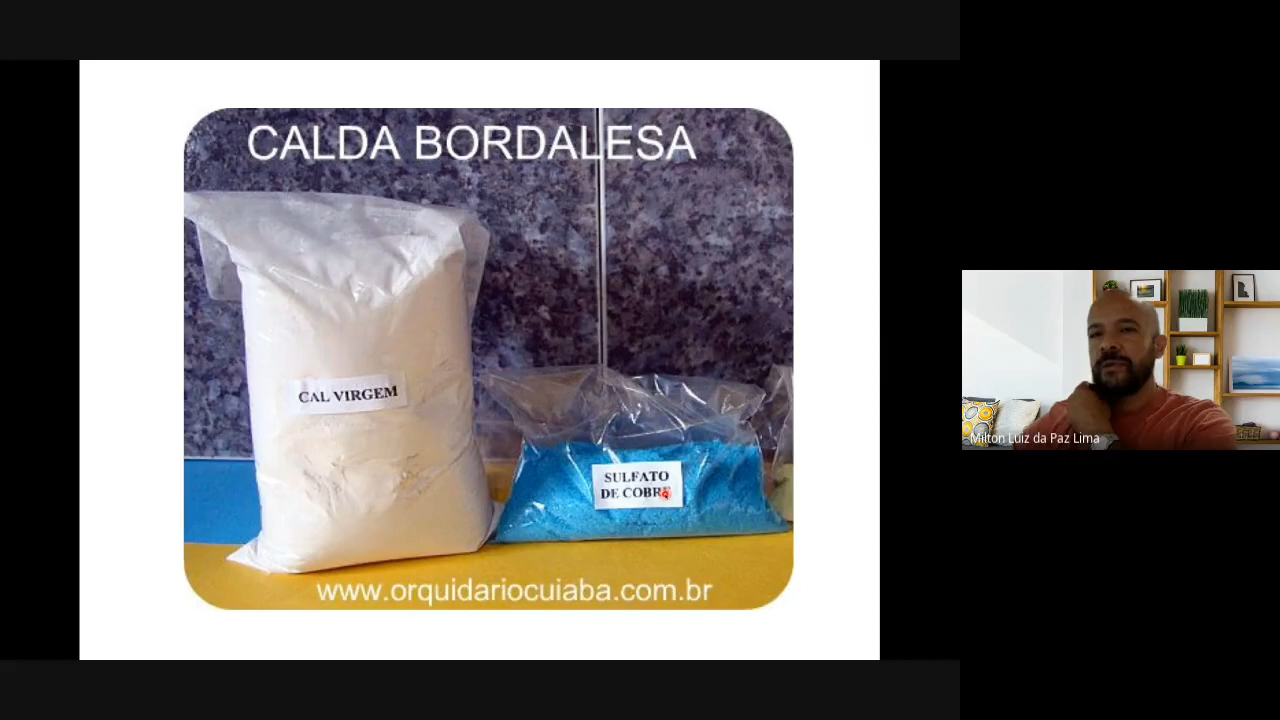 CALDA BORDALESA
CAL VIRGEM
SULFATO
DE COBRE
www.orquidariocuiaba.com.br
Milton Luiz da Paz Lima